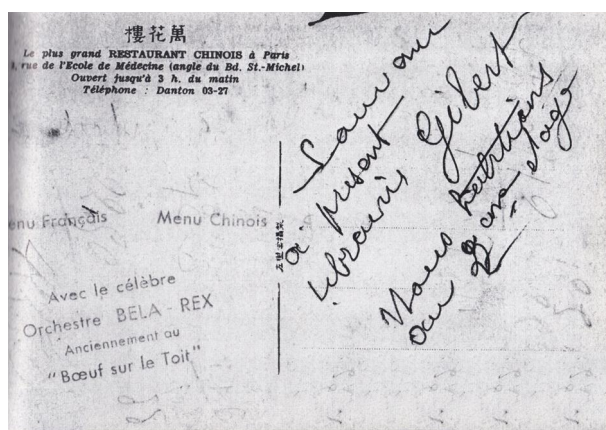 樓花萬
Le plus grand RESTAURANT CHINOIS à Paris
rue de l'Ecole de Médecine (angle du Bd. St.-Michel)
Ouvert jusqu'à 3 h. du matin
Téléphone : Danton 03-27
enu Français Menu Chinois
Avec le célèbre
Orchestre BELA - REX
Anciennement au
"Bœuf sur le Toit"
à présent
librairie Gibert
Nous habitions
au 2ème étage